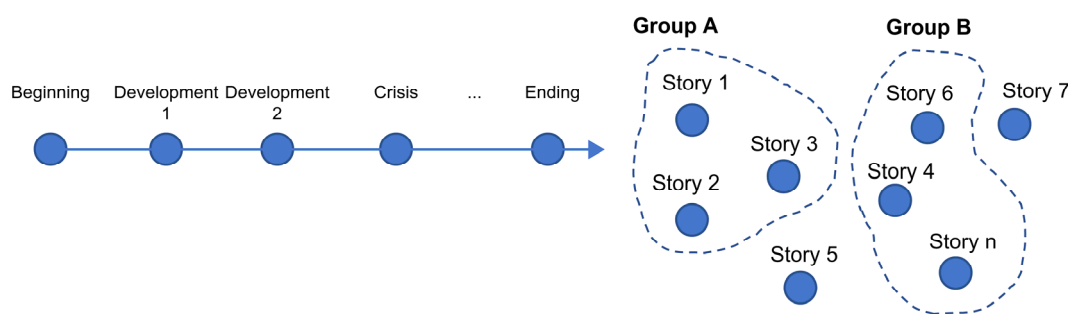 Group A
Group B
Beginning
Development
1
Development
2
Crisis
...
Ending
Story 1
Story 3
Story 2
Story 5
Story 6
Story 7
Story 4
Story n